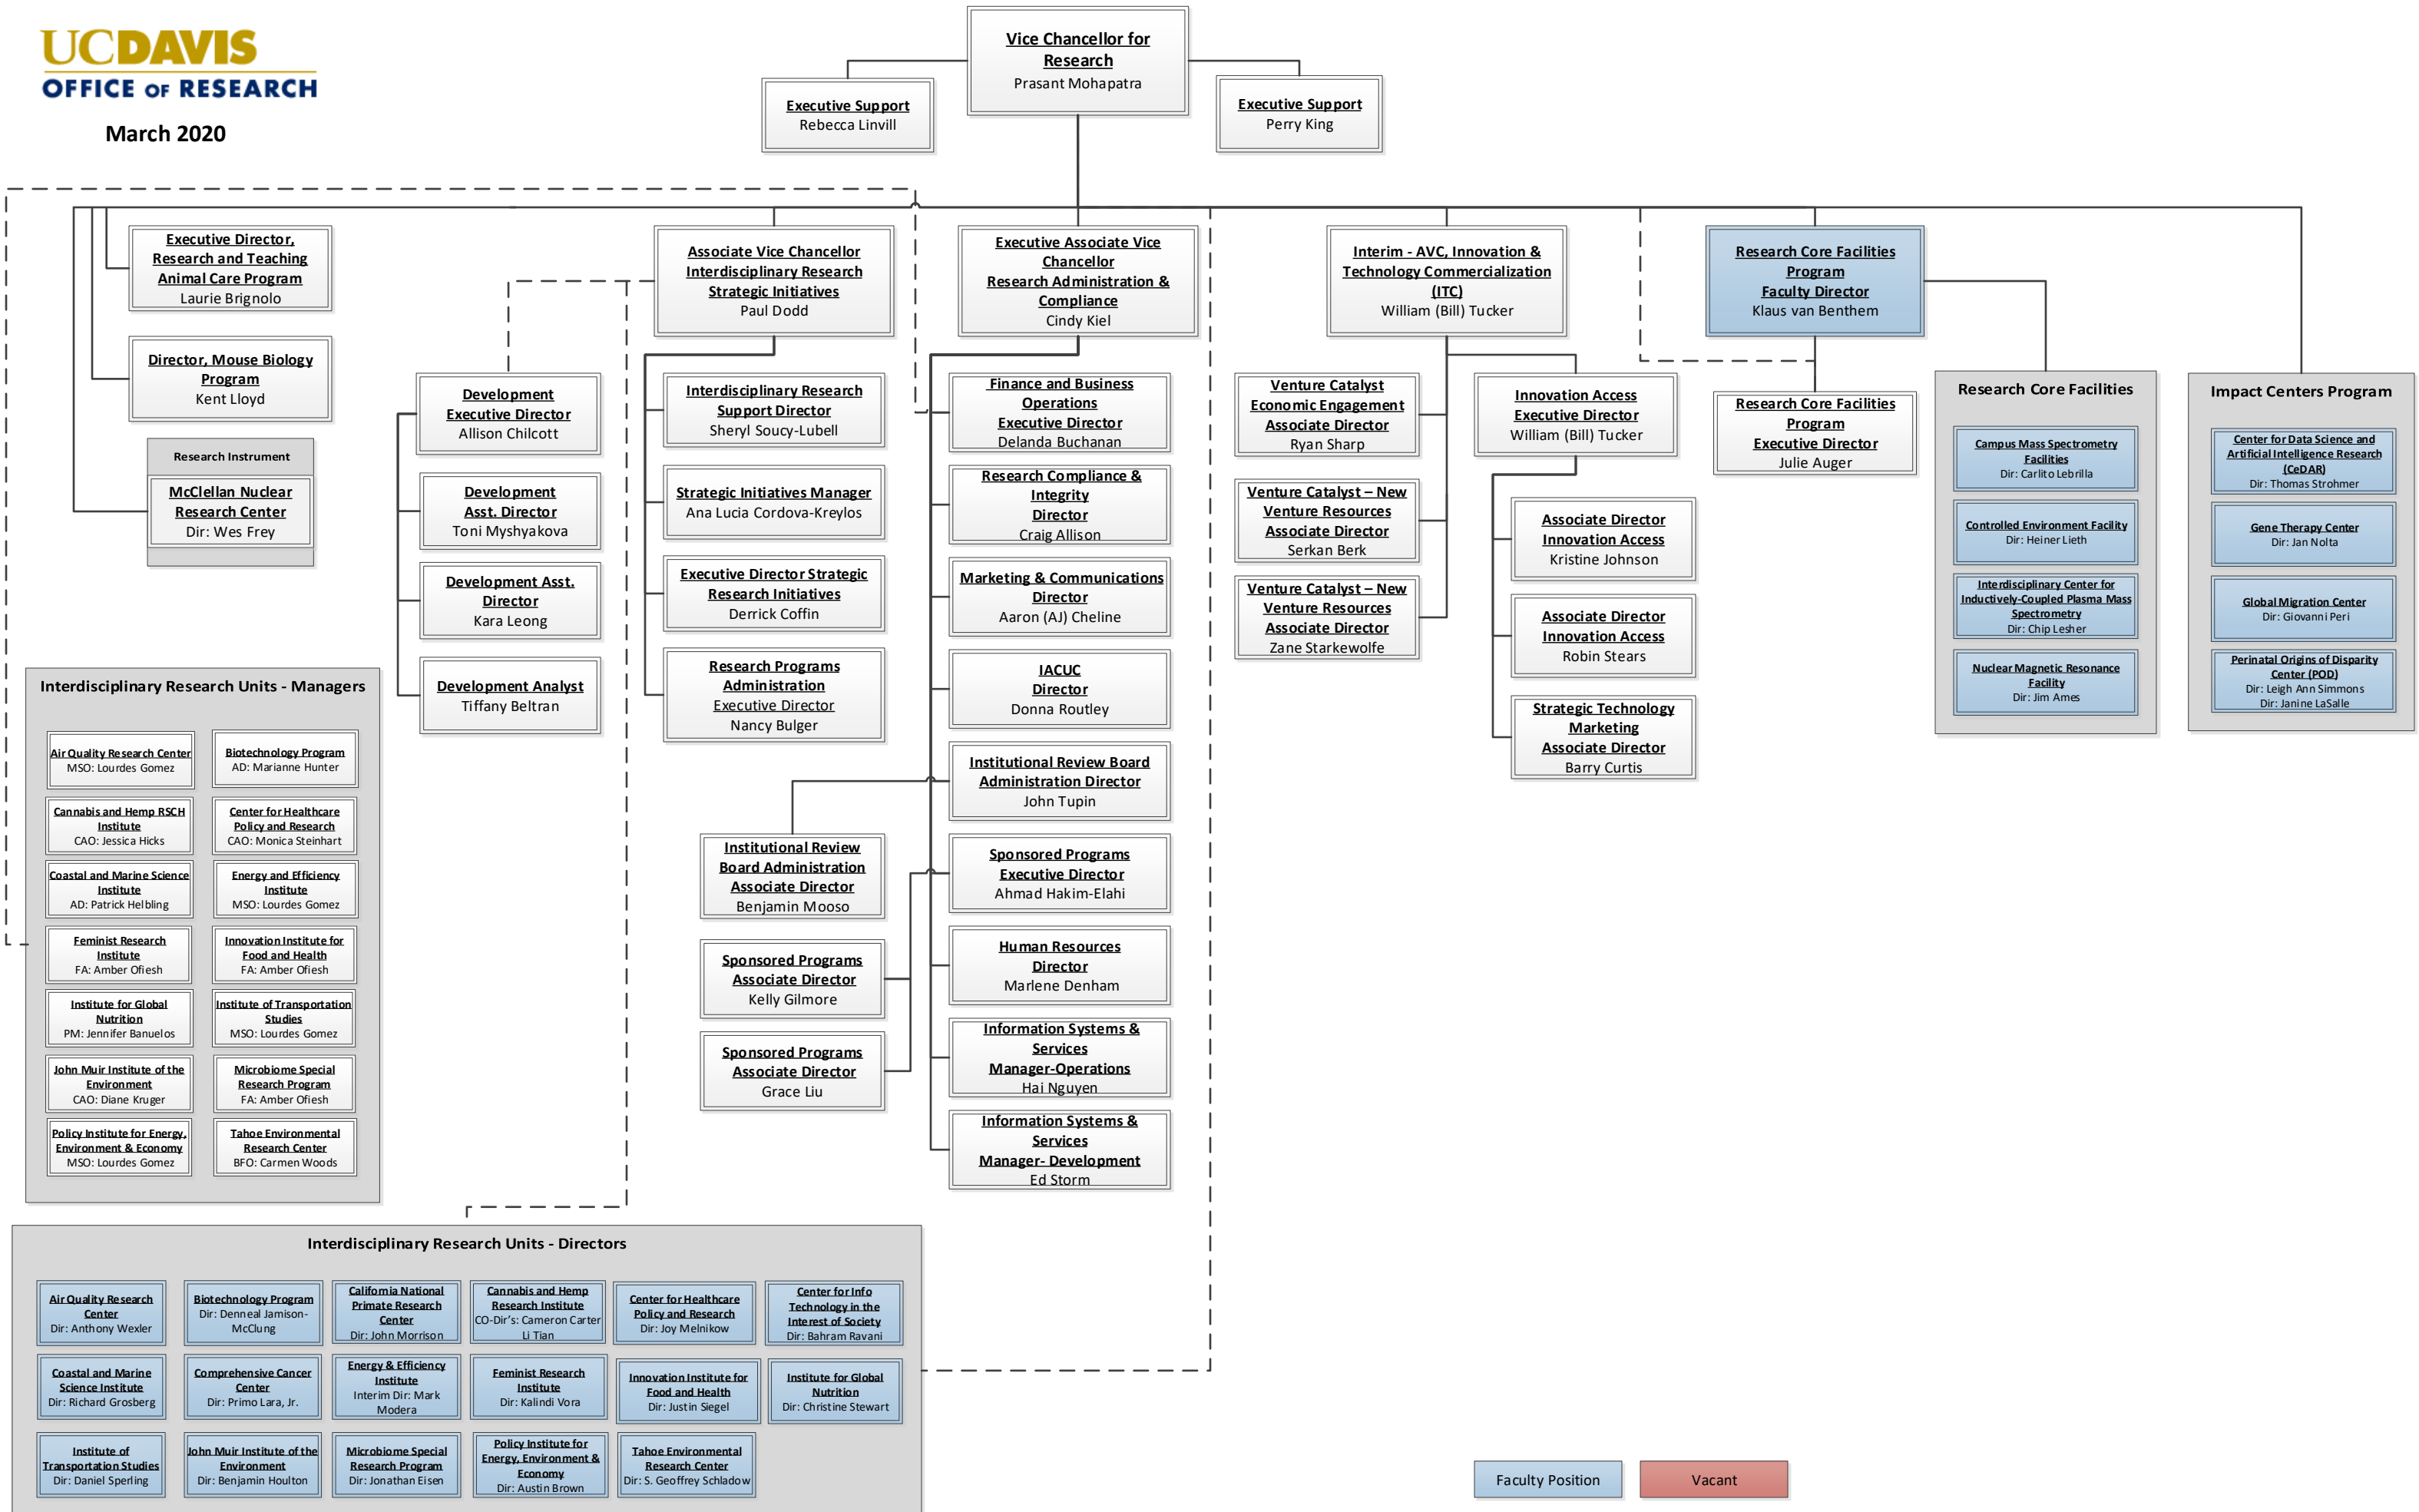 UCDAVIS
OFFICE OF RESEARCH
March 2020
Vice Chancellor for
Research
Prasant Mohapatra
Executive Support
Rebecca Linvill
Executive Support
Perry King
Executive Director,
Research and Teaching
Animal Care Program
Laurie Brignolo
Director, Mouse Biology
Program
Kent Lloyd
Research Instrument
McClellan Nuclear
Research Center
Dir: Wes Frey
Associate Vice Chancellor
Interdisciplinary Research
Strategic Initiatives
Paul Dodd
Development
Executive Director
Allison Chilcott
Development
Asst. Director
Toni Myshyakova
Development Asst.
Director
Kara Leong
Development Analyst
Tiffany Beltran
Interdisciplinary Research
Support Director
Sheryl Soucy-Lubell
Strategic Initiatives Manager
Ana Lucia Cordova-Kreylos
Executive Director Strategic
Research Initiatives
Derrick Coffin
Research Programs
Administration
Executive Director
Nancy Bulger
Executive Associate Vice
Chancellor
Research Administration &
Compliance
Cindy Kiel
Finance and Business
Operations
Executive Director
Delanda Buchanan
Research Compliance &
Integrity
Director
Craig Allison
Marketing & Communications
Director
Aaron (AJ) Cheline
IACUC
Director
Donna Routley
Institutional Review Board
Administration Director
John Tupin
Institutional Review
Board Administration
Associate Director
Benjamin Mooso
Sponsored Programs
Executive Director
Ahmad Hakim-Elahi
Sponsored Programs
Associate Director
Kelly Gilmore
Sponsored Programs
Associate Director
Grace Liu
Human Resources
Director
Marlene Denham
Information Systems &
Services
Manager-Operations
Hai Nguyen
Information Systems &
Services
Manager- Development
Ed Storm
Interim - AVC, Innovation &
Technology Commercialization
(ITC)
William (Bill) Tucker
Venture Catalyst
Economic Engagement
Associate Director
Ryan Sharp
Venture Catalyst – New
Venture Resources
Associate Director
Serkan Berk
Venture Catalyst – New
Venture Resources
Associate Director
Zane Starkewolfe
Innovation Access
Executive Director
William (Bill) Tucker
Associate Director
Innovation Access
Kristine Johnson
Associate Director
Innovation Access
Robin Stears
Strategic Technology
Marketing
Associate Director
Barry Curtis
Research Core Facilities
Program
Faculty Director
Klaus van Benthem
Research Core Facilities
Program
Executive Director
Julie Auger
Research Core Facilities
Campus Mass Spectrometry
Facilities
Dir: Carlito Lebrilla
Controlled Environment Facility
Dir: Heiner Lieth
Interdisciplinary Center for
Inductively-Coupled Plasma Mass
Spectrometry
Dir: Chip Lesher
Nuclear Magnetic Resonance
Facility
Dir: Jim Ames
Impact Centers Program
Center for Data Science and
Artificial Intelligence Research
(CeDAR)
Dir: Thomas Strohmer
Gene Therapy Center
Dir: Jan Nolta
Global Migration Center
Dir: Giovanni Peri
Perinatal Origins of Disparity
Center (POD)
Dir: Leigh Ann Simmons
Dir: Janine LaSalle
Interdisciplinary Research Units - Managers
Air Quality Research Center
MSO: Lourdes Gomez
Biotechnology Program
AD: Marianne Hunter
Cannabis and Hemp RSCH
Institute
CAO: Jessica Hicks
Center for Healthcare
Policy and Research
CAO: Monica Steinhart
Coastal and Marine Science
Institute
AD: Patrick Helbling
Energy and Efficiency
Institute
MSO: Lourdes Gomez
Feminist Research
Institute
FA: Amber Ofiesh
Innovation Institute for
Food and Health
FA: Amber Ofiesh
Institute for Global
Nutrition
PM: Jennifer Banuelos
Institute of Transportation
Studies
MSO: Lourdes Gomez
John Muir Institute of the
Environment
CAO: Diane Kruger
Microbiome Special
Research Program
FA: Amber Ofiesh
Policy Institute for Energy,
Environment & Economy
MSO: Lourdes Gomez
Tahoe Environmental
Research Center
BFO: Carmen Woods
Interdisciplinary Research Units - Directors
Air Quality Research
Center
Dir: Anthony Wexler
Biotechnology Program
Dir: Denneal Jamison-
McClung
California National
Primate Research
Center
Dir: John Morrison
Cannabis and Hemp
Research Institute
CO-Dir's: Cameron Carter
Li Tian
Center for Healthcare
Policy and Research
Dir: Joy Melnikow
Center for Info
Technology in the
Interest of Society
Dir: Bahram Ravani
Coastal and Marine
Science Institute
Dir: Richard Grosberg
Comprehensive Cancer
Center
Dir: Primo Lara, Jr.
Energy & Efficiency
Institute
Interim Dir: Mark
Modera
Feminist Research
Institute
Dir: Kalindi Vora
Innovation Institute for
Food and Health
Dir: Justin Siegel
Institute for Global
Nutrition
Dir: Christine Stewart
Institute of
Transportation Studies
Dir: Daniel Sperling
John Muir Institute of the
Environment
Dir: Benjamin Houlton
Microbiome Special
Research Program
Dir: Jonathan Eisen
Policy Institute for
Energy, Environment &
Economy
Dir: Austin Brown
Tahoe Environmental
Research Center
Dir: S. Geoffrey Schladow
Faculty Position
Vacant